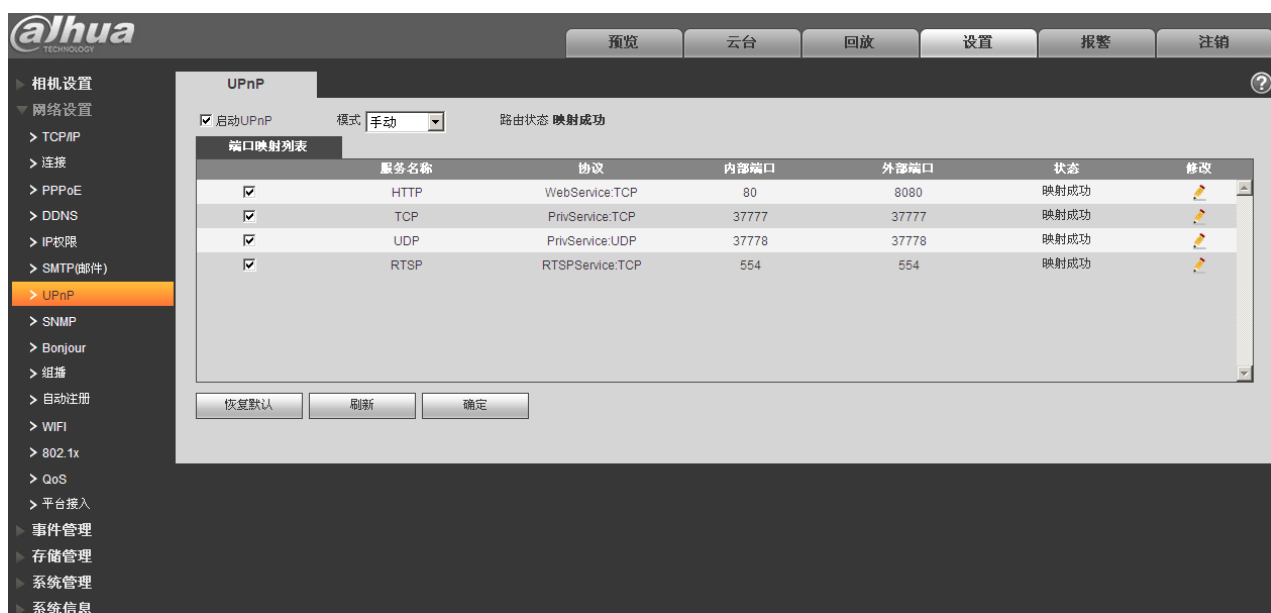 alhua
TECHNOLOGY
预览 云台 回放 设置 报警 注销
相机设置
网络设置
TCP/IP
连接
PPPoE
DDNS
IP权限
SMTP(邮件)
UPnP
SNMP
Bonjour
组播
自动注册
WIFI
802.1x
QoS
平台接入
事件管理
存储管理
系统管理
系统信息
UPnP
?
启动UPnP 模式 手动 路由状态 映射成功
端口映射列表
服务名称 协议 内部端口 外部端口 状态 修改
HTTP WebService:TCP 80 8080 映射成功
TCP PrivService:TCP 37777 37777 映射成功
UDP PrivService:UDP 37778 37778 映射成功
RTSP RTSPService:TCP 554 554 映射成功
恢复默认 刷新 确定